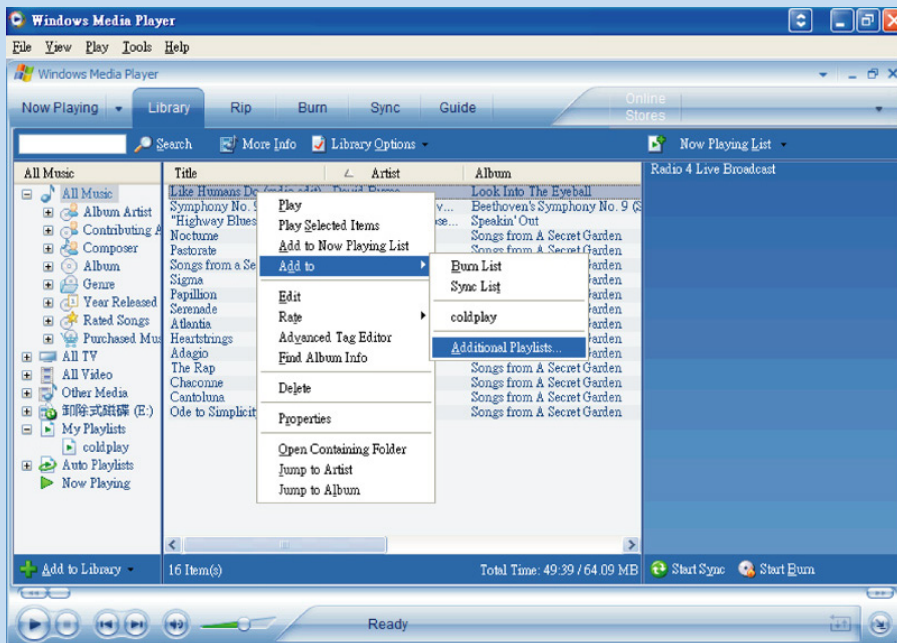 Windows Media Player
File View Play Tools Help
Windows Media Player
Now Playing Library Rip Burn Sync Guide Online Stores
Search More Info Library Options Now Playing List
All Music Title Artist Album Radio 4 Live Broadcast
All Music Like Humans Do (radio edit) David Byrne Look Into The Eyeball
Album Artist Symphony No. 9 v... Beethoven's Symphony No. 9 (S
Contributing A "Highway Blues ose... Speakin' Out
Composer Nocturne Songs from A Secret Garden
Album Pastorate Garden
Genre Songs from a Se Garden
Year Released Sigma Garden
Rated Songs Papillion Garden
Purchased Mus Serenade Garden
All TV Atlantia Garden
All Video Heartstrings Garden
Other Media Adagio
卸除式磁碟 (E:) The Rap Songs from A Secret Garden
My Playlists Chaconne Songs from A Secret Garden
coldplay Cantoluna Songs from A Secret Garden
Auto Playlists Ode to Simplicit Songs from A Secret Garden
Now Playing
Play
Play Selected Items
Add to Now Playing List
Add to
Edit
Rate
Advanced Tag Editor
Find Album Info
Delete
Properties
Open Containing Folder
Jump to Artist
Jump to Album
Burn List
Sync List
coldplay
Additional Playlists...
Add to Library 16 Item(s) Total Time: 49:39 / 64.09 MB Start Sync Start Burn
Ready